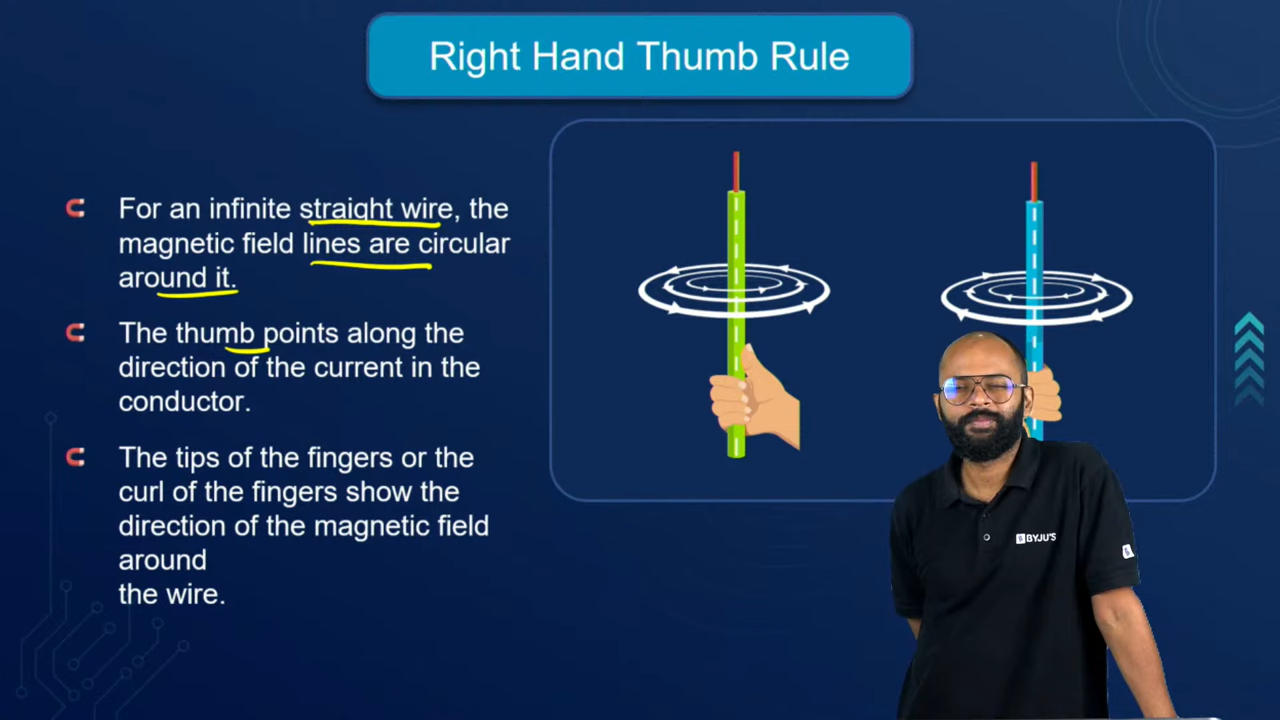 Right Hand Thumb Rule
For an infinite straight wire, the
magnetic field lines are circular
around it.
The thumb points along the
direction of the current in the
conductor.
The tips of the fingers or the
curl of the fingers show the
direction of the magnetic field
around
the wire.
BYJU'S